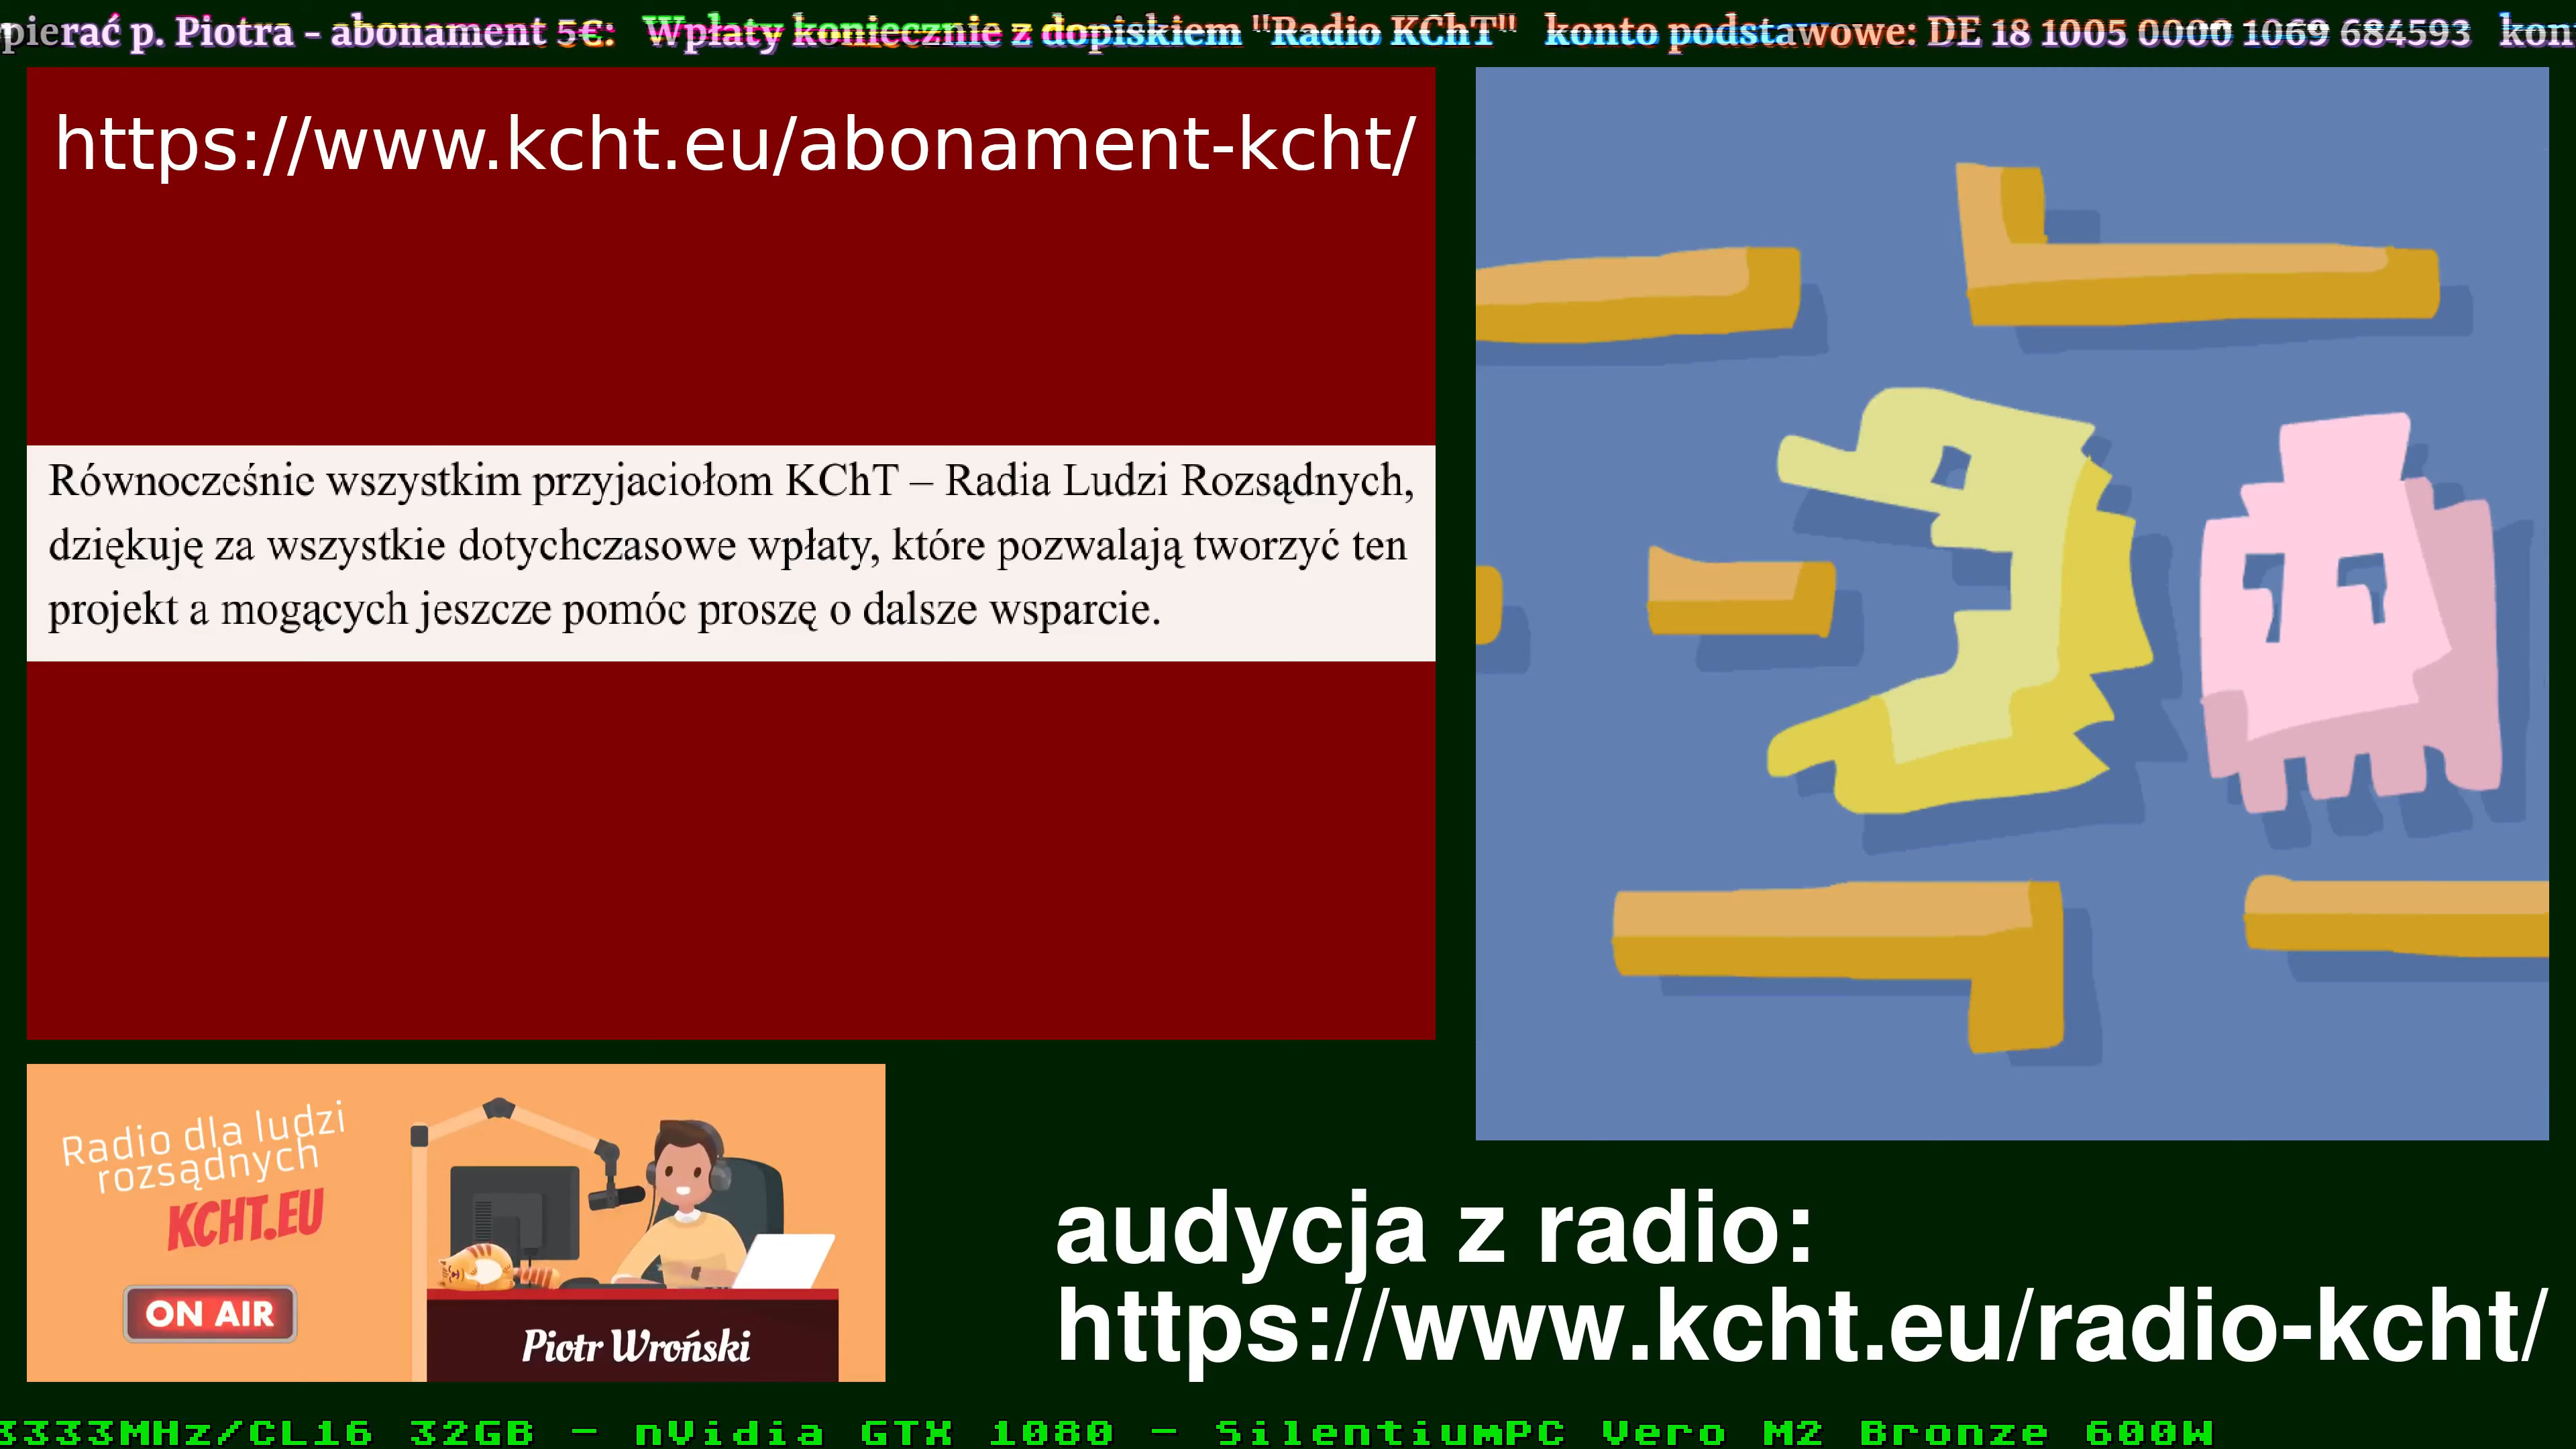 pierać p. Piotra - abonament 5€: Wpłaty koniecznie z dopiskiem "Radio KChT" konto podstawowe: DE 18 1005 0000 1069 684593 kon
https://www.kcht.eu/abonament-kcht/
Równocześnie wszystkim przyjaciołom KChT – Radia Ludzi Rozsądnych,
dziękuję za wszystkie dotychczasowe wpłaty, które pozwalają tworzyć ten
projekt a mogących jeszcze pomóc proszę o dalsze wsparcie.
Radio dla ludzi
rozsądnych
KCHT.EU
ON AIR
Piotr Wroński
audycja z radio:
https://www.kcht.eu/radio-kcht/
3333MHz/CL16 32GB - nVidia GTX 1080 - SilentiumPC Vero M2 Bronze 600W